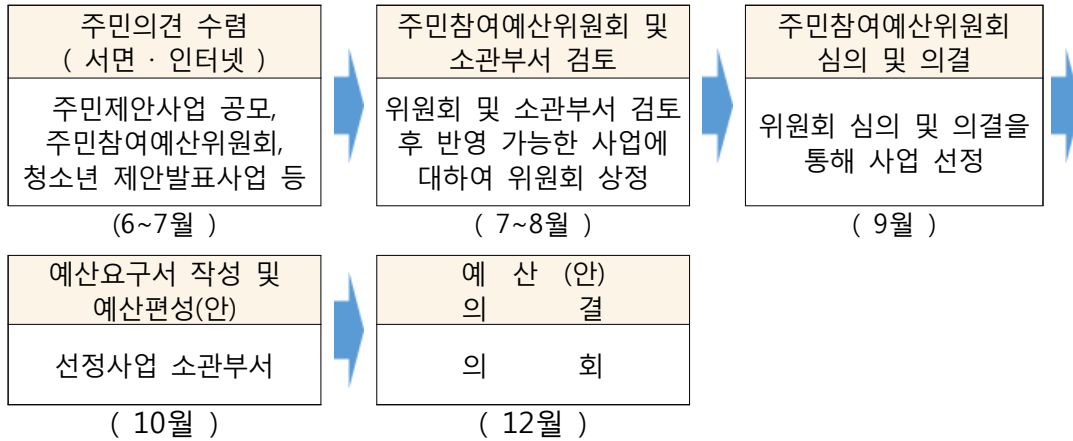 주민의견 수렴
( 서면 · 인터넷 )
주민제안사업 공모,
주민참여예산위원회,
청소년 제안발표사업 등
(6~7월 )
주민참여예산위원회 및
소관부서 검토
위원회 및 소관부서 검토
후 반영 가능한 사업에
대하여 위원회 상정
( 7~8월 )
주민참여예산위원회
심의 및 의결
위원회 심의 및 의결을
통해 사업 선정
( 9월 )
예산요구서 작성 및
예산편성(안)
선정사업 소관부서
( 10월 )
예 산 (안)
의 결
의 회
( 12월 )